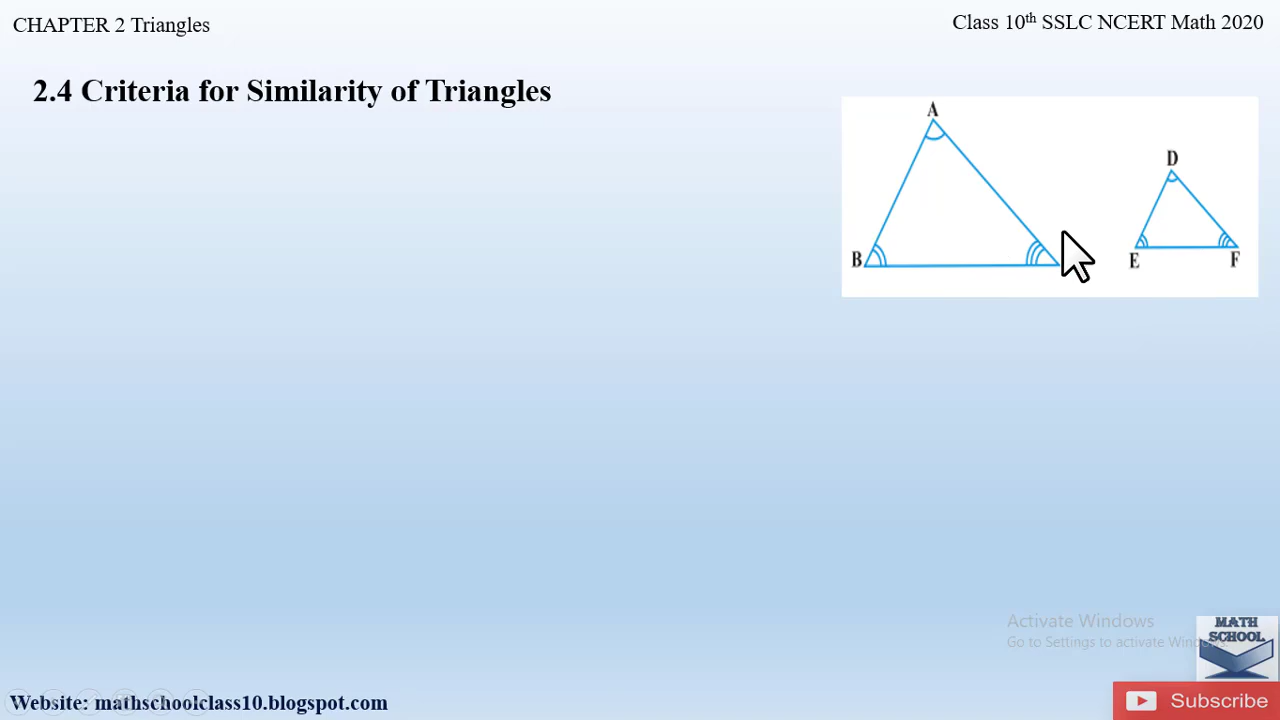 CHAPTER 2 Triangles
Class 10th SSLC NCERT Math 2020
2.4 Criteria for Similarity of Triangles
A
D
B
E
F
Activate Windows
Go to Settings to activate Windows.
MATH
SCHOOL
Website: mathschoolclass10.blogspot.com
Subscribe